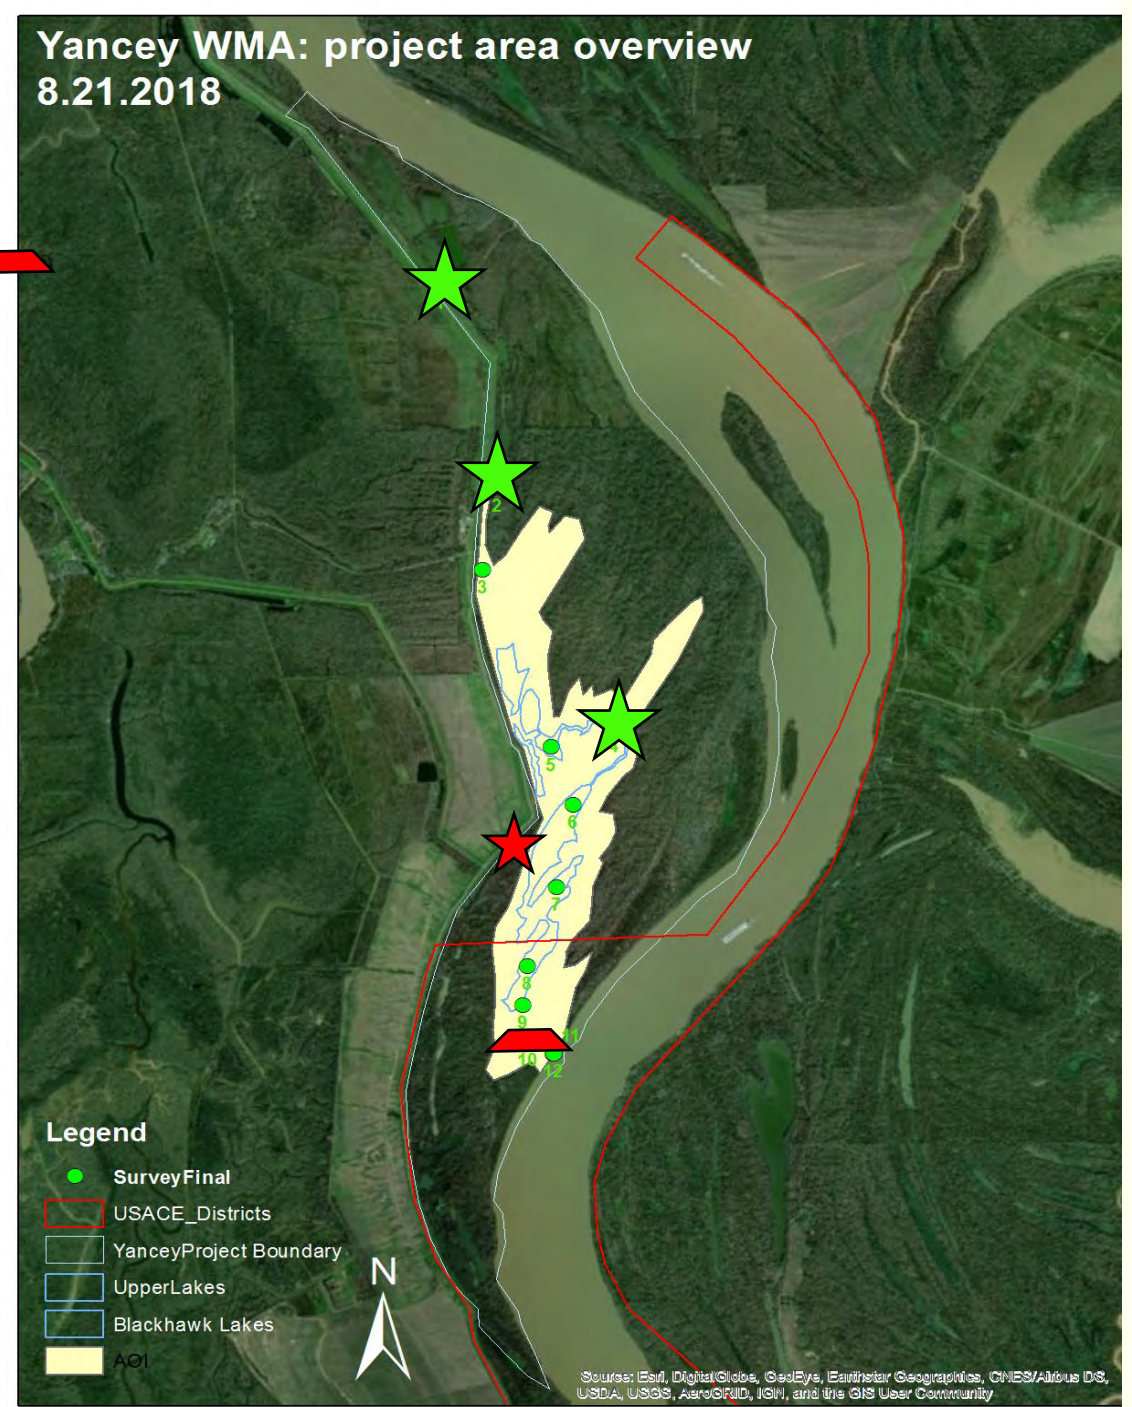 Yancey WMA: project area overview
8.21.2018
2
3
4
5
6
7
8
9
11
10
12
Legend
SurveyFinal
USACE_Districts
YanceyProject Boundary
UpperLakes
Blackhawk Lakes
AOI
N
Source: Esri, DigitalGlobe, GeoEye, Earthstar Geographics, CNES/Airbus DS,
USDA, USGS, AeroGRID, IGN, and the GIS User Community